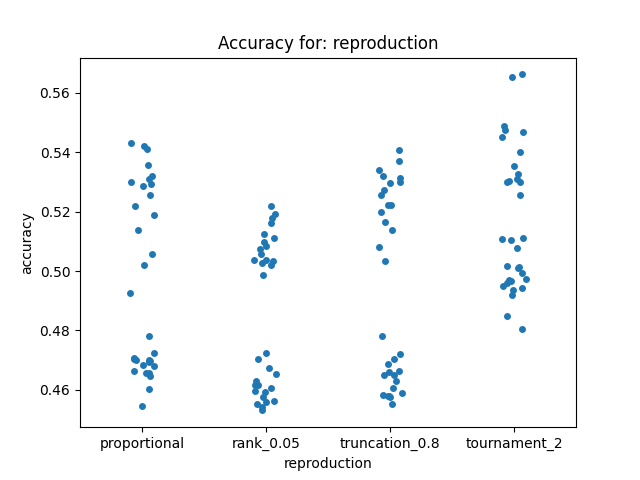 Accuracy for: reproduction
accuracy
0.56
0.54
0.52
0.50
0.48
0.46
proportional rank_0.05 truncation_0.8 tournament_2
reproduction